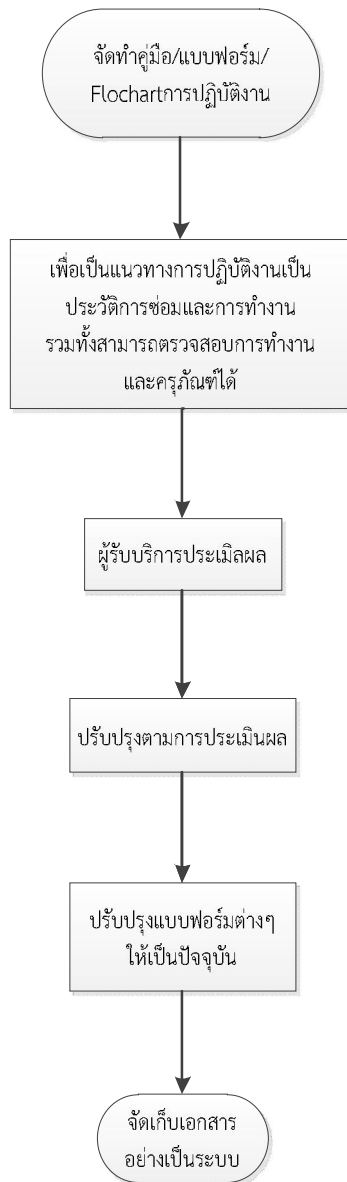 จัดทำคู่มือ/แบบฟอร์ม/
Flochartการปฏิบัติงาน
เพื่อเป็นแนวทางการปฏิบัติงานเป็น
ประวัติการซ่อมและการทำงาน
รวมทั้งสามารถตรวจสอบการทำงาน
และครุภัณฑ์ได้
ผู้รับบริการประเมิลผล
ปรับปรุงตามการประเมินผล
ปรับปรุงแบบฟอร์มต่างๆ
ให้เป็นปัจจุบัน
จัดเก็บเอกสาร
อย่างเป็นระบบ